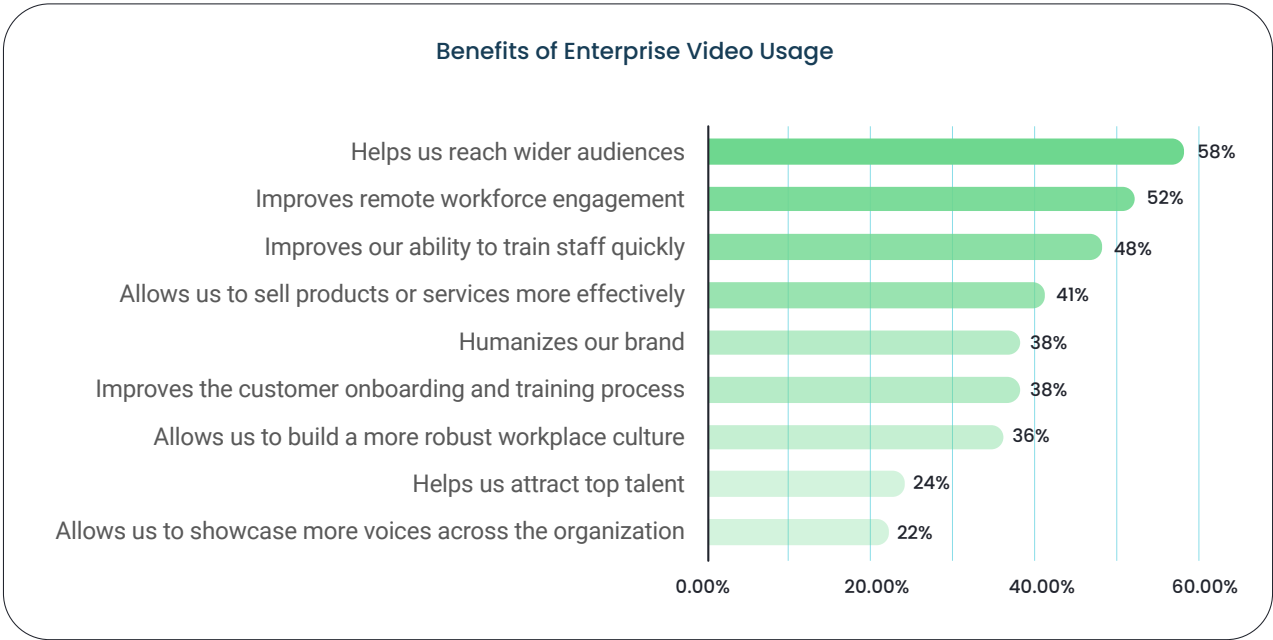 Benefits of Enterprise Video Usage
Helps us reach wider audiences 58%
Improves remote workforce engagement 52%
Improves our ability to train staff quickly 48%
Allows us to sell products or services more effectively 41%
Humanizes our brand 38%
Improves the customer onboarding and training process 38%
Allows us to build a more robust workplace culture 36%
Helps us attract top talent 24%
Allows us to showcase more voices across the organization 22%
0.00% 20.00% 40.00% 60.00%